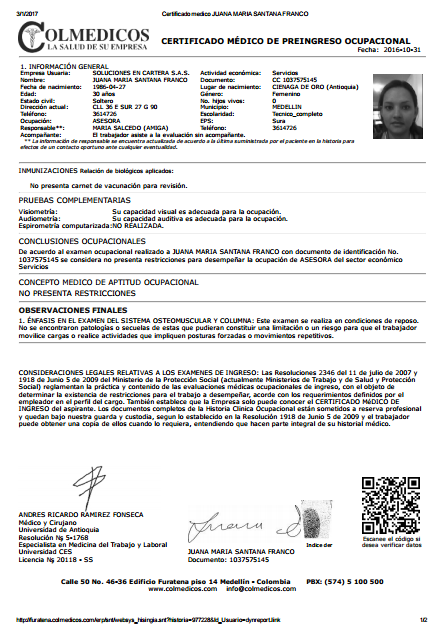 3/1/2017 Certificado medico JUANA MARIA SANTANA FRANCO
COLMEDICOS
LA SALUD DE SU EMPRESA
CERTIFICADO MÉDICO DE PREINGRESO OCUPACIONAL
Fecha: 2016-10-31
1. INFORMACIÓN GENERAL
Empresa Usuaria: SOLUCIONES EN CARTERA S.A.S. Actividad económica: Servicios
Nombre: JUANA MARIA SANTANA FRANCO Documento: CC 1037575145
Fecha de nacimiento: 1986-04-27 Lugar de nacimiento: CIENAGA DE ORO (Antioquia)
Edad: 30 años Género: Femenino
Estado civil: Soltero No. hijos vivos: 0
Dirección actual: CLL 36 E SUR 27 G 90 Municipio: MEDELLIN
Teléfono: 3614726 Escolaridad: Tecnico_completo
Ocupación: ASESORA EPS: Sura
Responsable**: MARIA SALCEDO (AMIGA) Teléfono: 3614726
Acompañante: El trabajador asiste a la evaluación sin acompañante.
** La información de responsable se encuentra actualizada de acuerdo a la última suministrada por el paciente en la historia para
efectos de un contacto oportuno ante cualquier eventualidad.
INMUNIZACIONES Relación de biológicos aplicados:
No presenta carnet de vacunación para revisión.
PRUEBAS COMPLEMENTARIAS
Visiometría: Su capacidad visual es adecuada para la ocupación.
Audiometría: Su capacidad auditiva es adecuada para la ocupación.
Espirometría computarizada: NO REALIZADA.
CONCLUSIONES OCUPACIONALES
De acuerdo al examen ocupacional realizado a JUANA MARIA SANTANA FRANCO con documento de identificación No.
1037575145 se considera no presenta restricciones para desempeñar la ocupación de ASESORA del sector económico
Servicios
CONCEPTO MEDICO DE APTITUD OCUPACIONAL
NO PRESENTA RESTRICCIONES
OBSERVACIONES FINALES
1. ÉNFASIS EN EL EXAMEN DEL SISTEMA OSTEOMUSCULAR Y COLUMNA: Este examen se realiza en condiciones de reposo.
No se encontraron patologías o secuelas de estas que pudieran constituir una limitación o un riesgo para que el trabajador
movilice cargas o realice actividades que impliquen posturas forzadas o movimientos repetitivos.
CONSIDERACIONES LEGALES RELATIVAS A LOS EXAMENES DE INGRESO: Las Resoluciones 2346 del 11 de julio de 2007 y
1918 de Junio 5 de 2009 del Ministerio de la Protección Social (actualmente Ministerios de Trabajo y de Salud y Protección
Social) reglamentan la práctica y contenido de las evaluaciones médicas ocupacionales de ingreso, con el objeto de
determinar la existencia de restricciones para el trabajo a desempeñar, acorde con los requerimientos definidos por el
empleador en el perfil del cargo. También establece que la Empresa solo puede conocer el CERTIFICADO MéDICO DE
INGRESO del aspirante. Los documentos completos de la Historia Clinica Ocupacional están sometidos a reserva profesional
y quedan bajo nuestra guarda y custodia, segun lo establecido en la Resolución 1918 de Junio 5 de 2009 y el trabajador
puede obtener una copia de ellos cuando lo requiera, entendiendo que hacen parte integral de su historial médico.
ANDRES RICARDO RAMIREZ FONSECA
Médico y Cirujano
Universidad de Antioquia
Resolución Nº 5-1768
Especialista en Medicina del Trabajo y Laboral
Universidad CES
Licencia Nº 20118 - SS
JUANA MARIA SANTANA FRANCO
Documento: 1037575145
Indice der
Escanee el código si
desea verificar datos
Calle 50 No. 46-36 Edificio Furatena piso 14 Medellin - Colombia PBX: (574) 5 100 500
www.colmedicos.com info@colmedicos.com
http://furatena.colmedicos.com/erp/snt/websys_hisingia.snt?historia=977228&Id_Usuario=dynreport.link 1/2